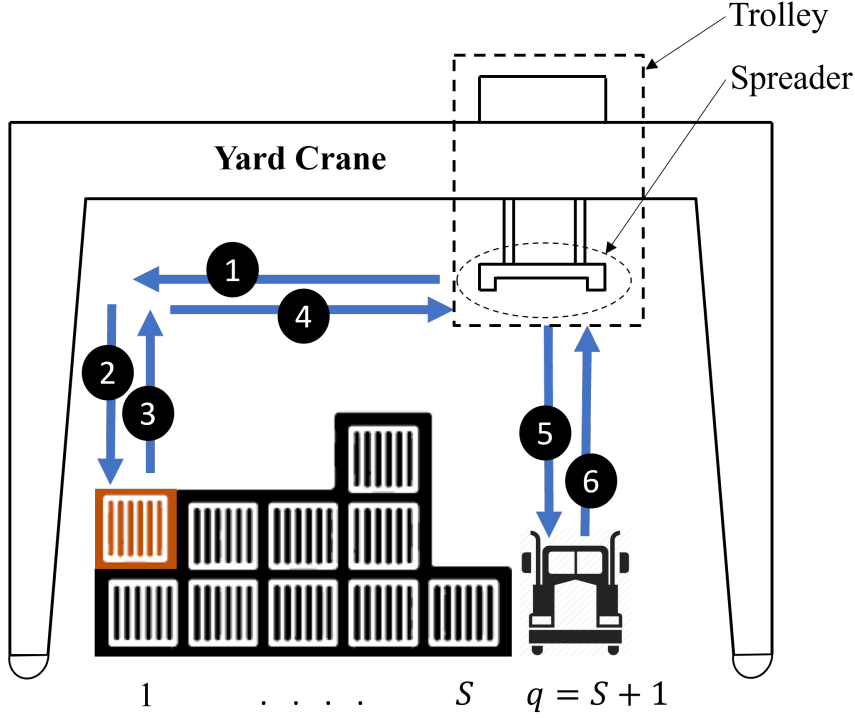 Trolley
Spreader
Yard Crane
1
4
2
3
5
6
1 . . . . S q = S + 1